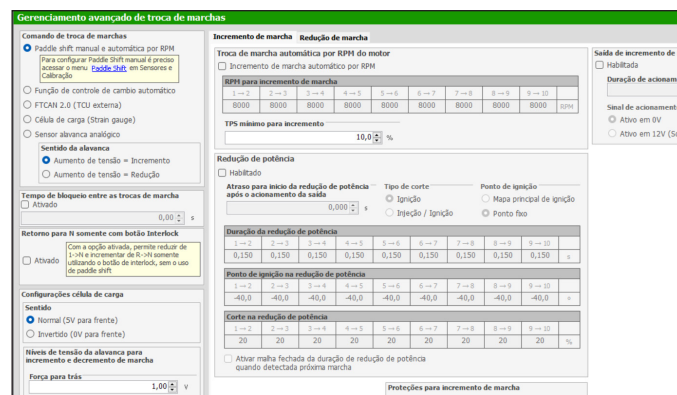 Gerenciamento avançado de troca de marchas
Comando de troca de marchas
Paddle shift manual e automática por RPM
Para configurar Paddle Shift manual é preciso
acessar o menu Paddle Shift em Sensores e
Calibração
Função de controle de cambio automático
FTCAN 2.0 (TCU externa)
Célula de carga (Strain gauge)
Sensor alavanca analógico
Sentido da alavanca
Aumento de tensão = Incremento
Aumento de tensão = Redução
Tempo de bloqueio entre as trocas de marcha
Ativado
0,00 s
Retorno para N somente com botão Interlock
Ativado
Com a opção ativada, permite reduzir de
1->N e incrementar de R->N somente
utilizando o botão de interlock, sem o uso
de paddle shift
Configurações célula de carga
Sentido
Normal (5V para frente)
Invertido (0V para frente)
Níveis de tensão da alavanca para
incremento e decremento de marcha
Força para trás
1,00 V
Incremento de marcha Redução de marcha
Troca de marcha automática por RPM do motor
Incremento de marcha automático por RPM
RPM para incremento de marcha
1→2 2→3 3→4 4→5 5→6 6→7 7→8 8→9 9→10
8000 8000 8000 8000 8000 8000 8000 8000 8000 RPM
TPS mínimo para incremento
10,0 %
Redução de potência
Habilitado
Atraso para início da redução de potência
após o acionamento da saída
0,000 s
Tipo de corte
Ignição
Injeção / Ignição
Ponto de ignição
Mapa principal de ignição
Ponto fixo
Duração da redução de potência
1→2 2→3 3→4 4→5 5→6 6→7 7→8 8→9 9→10
0,150 0,150 0,150 0,150 0,150 0,150 0,150 0,150 0,150 s
Ponto de ignição na redução de potência
1→2 2→3 3→4 4→5 5→6 6→7 7→8 8→9 9→10
-40,0 -40,0 -40,0 -40,0 -40,0 -40,0 -40,0 -40,0 -40,0 °
Corte na redução de potência
1→2 2→3 3→4 4→5 5→6 6→7 7→8 8→9 9→10
20 20 20 20 20 20 20 20 20 %
Ativar malha fechada da duração de redução de potência
quando detectada próxima marcha
Proteções para incremento de marcha
Saída de incremento de
Habilitada
Duração de acionam
Sinal de acionament
Ativo em 0V
Ativo em 12V (So